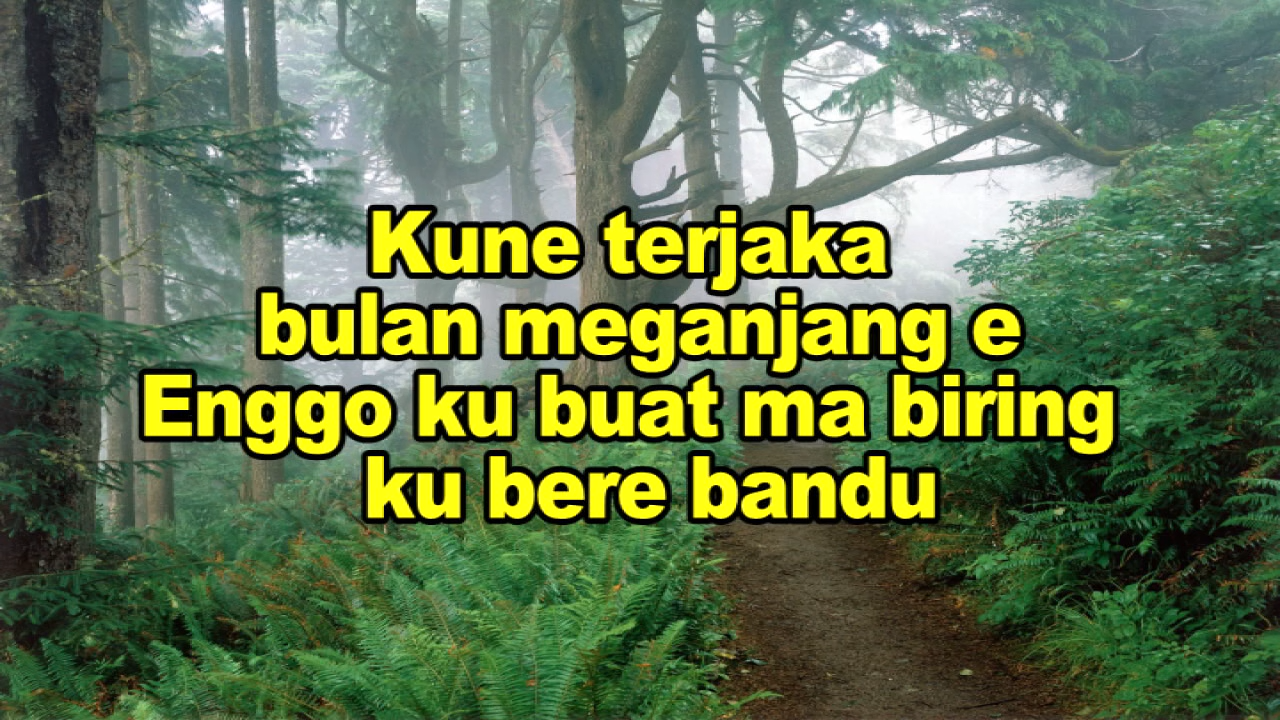 Kune terjaka
bulan meganjang e
Enggo ku buat ma biring
ku bere bandu